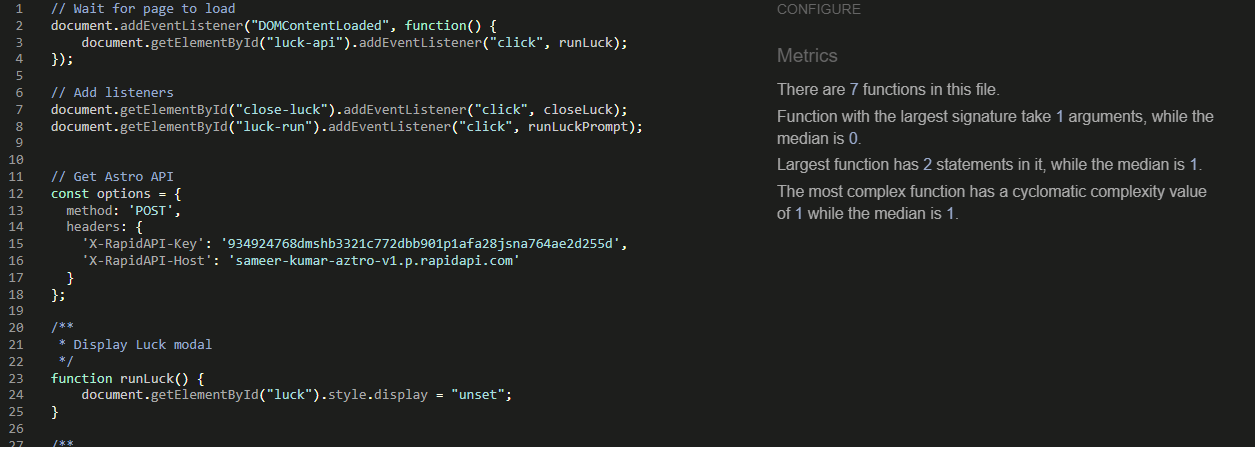 1 // Wait for page to load
2 document.addEventListener("DOMContentLoaded", function() {
3 document.getElementById("luck-api").addEventListener("click", runLuck);
4 });
5
6 // Add listeners
7 document.getElementById("close-luck").addEventListener("click", closeLuck);
8 document.getElementById("luck-run").addEventListener("click", runLuckPrompt);
9
10
11 // Get Astro API
12 const options = {
13 method: 'POST',
14 headers: {
15 'X-RapidAPI-Key': '934924768dmshb3321c772dbb901p1afa28jsna764ae2d255d',
16 'X-RapidAPI-Host': 'sameer-kumar-aztro-v1.p.rapidapi.com'
17 }
18 };
19
20 /**
21 * Display Luck modal
22 */
23 function runLuck() {
24 document.getElementById("luck").style.display = "unset";
25 }
26
27 /**
CONFIGURE
Metrics
There are 7 functions in this file.
Function with the largest signature take 1 arguments, while the
median is 0.
Largest function has 2 statements in it, while the median is 1.
The most complex function has a cyclomatic complexity value
of 1 while the median is 1.